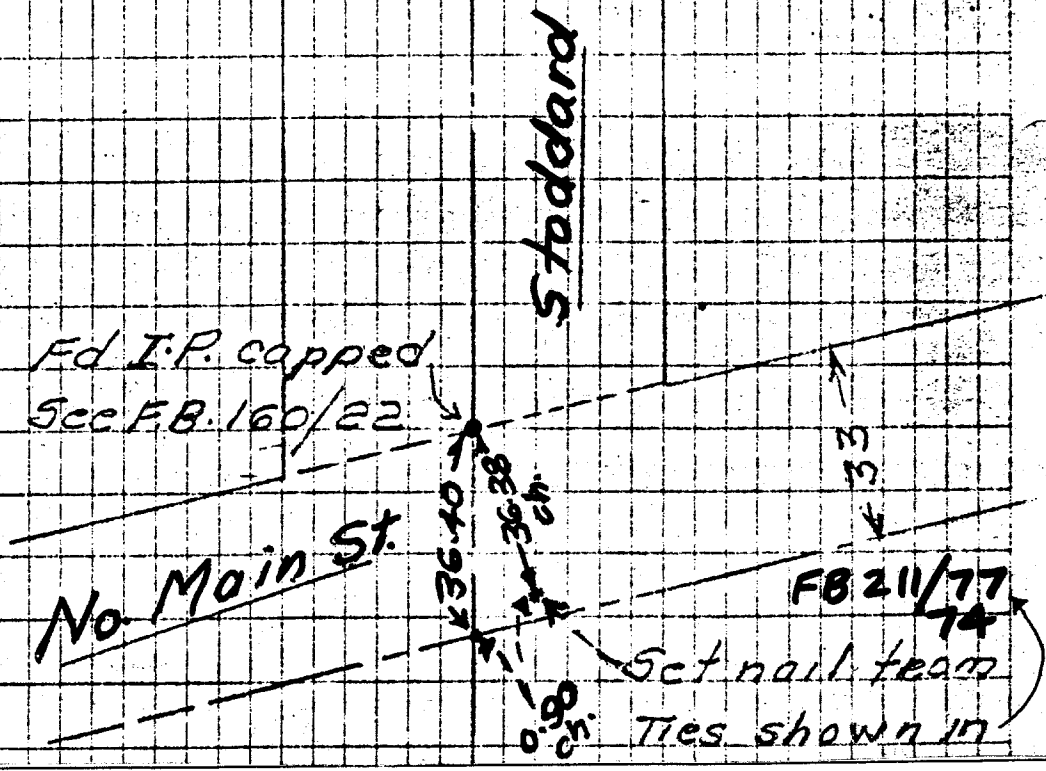 Stoddard
Fd I.P. capped
See F.B. 160/22
36.40
36.38
ch.
33
No. Main St.
FB 211/77
74
Set nail & team
Ties shown in
0.90
ch.